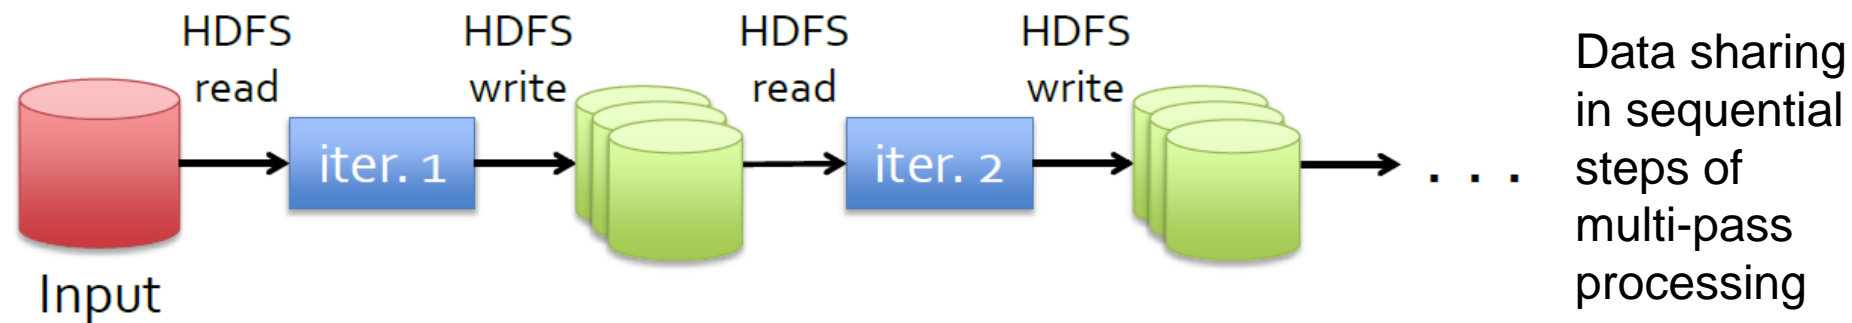 HDFS
read
HDFS
write
HDFS
read
HDFS
write
iter. 1
iter. 2
. . .
Input
Data sharing
in sequential
steps of
multi-pass
processing